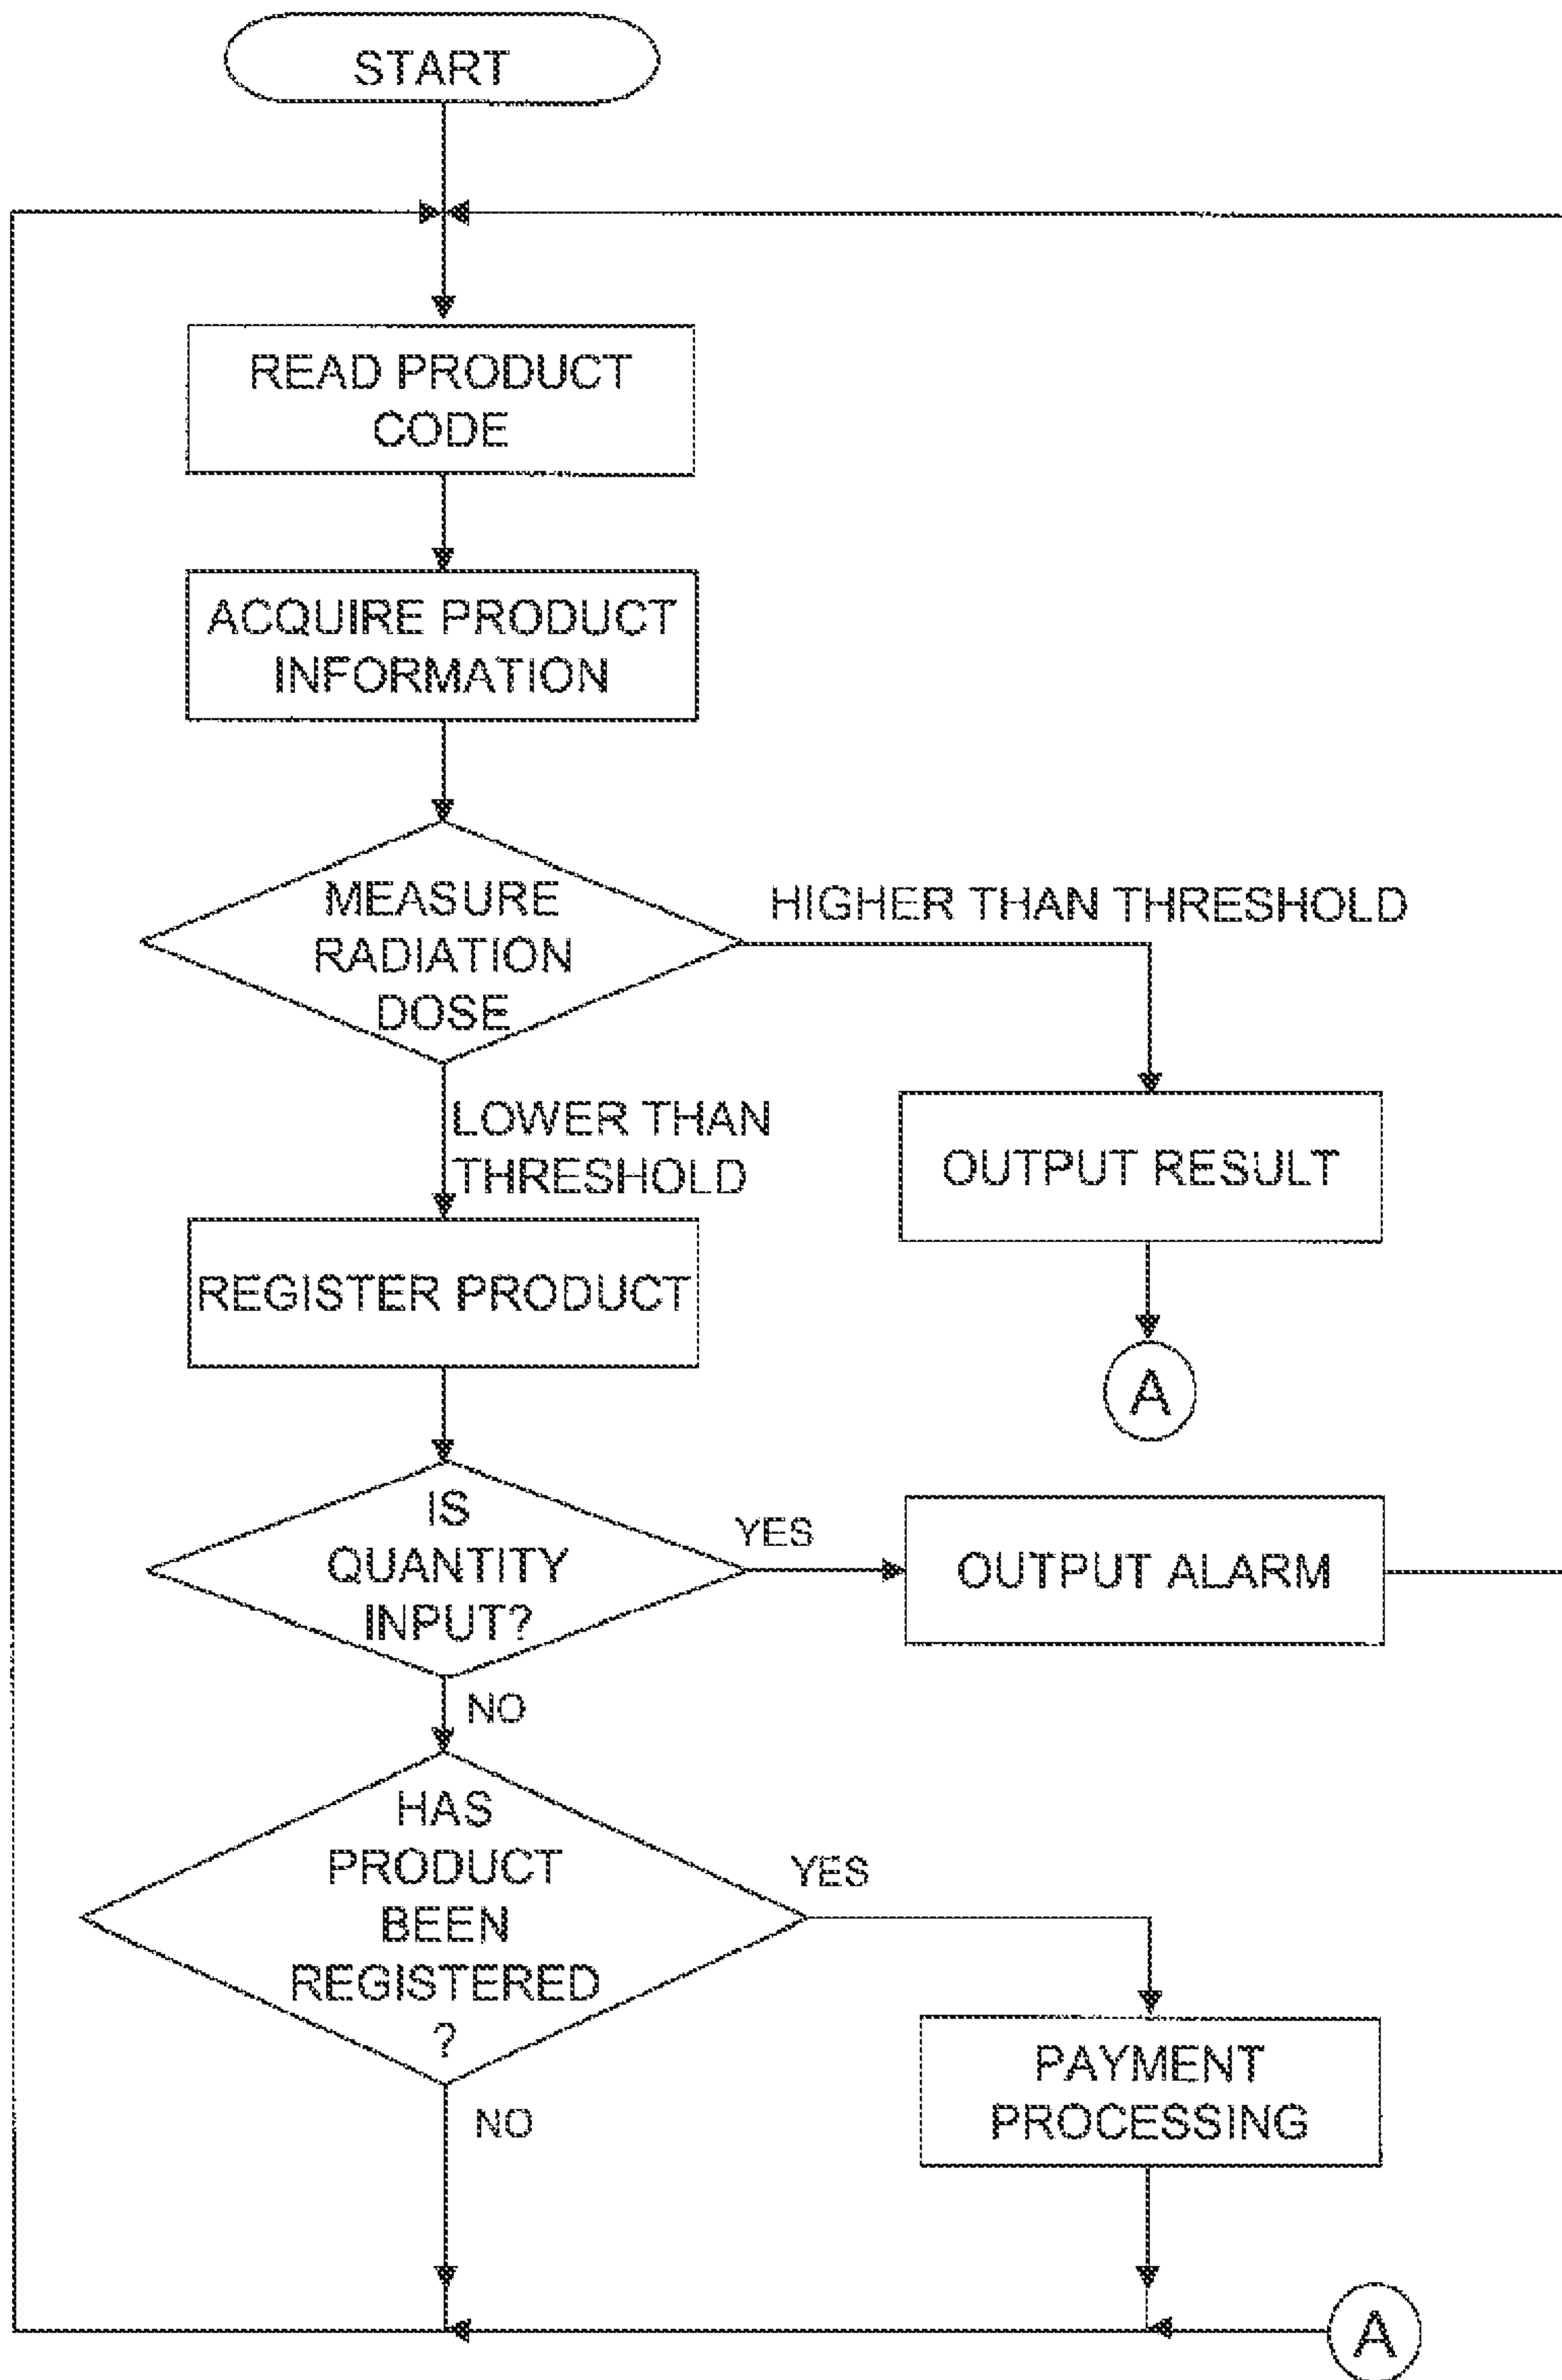 START
READ PRODUCT
CODE
ACQUIRE PRODUCT
INFORMATION
MEASURE
RADIATION
DOSE
HIGHER THAN THRESHOLD
LOWER THAN
THRESHOLD
OUTPUT RESULT
REGISTER PRODUCT
A
IS
QUANTITY
INPUT?
YES
OUTPUT ALARM
NO
HAS
PRODUCT
BEEN
REGISTERED
?
YES
PAYMENT
PROCESSING
NO
A